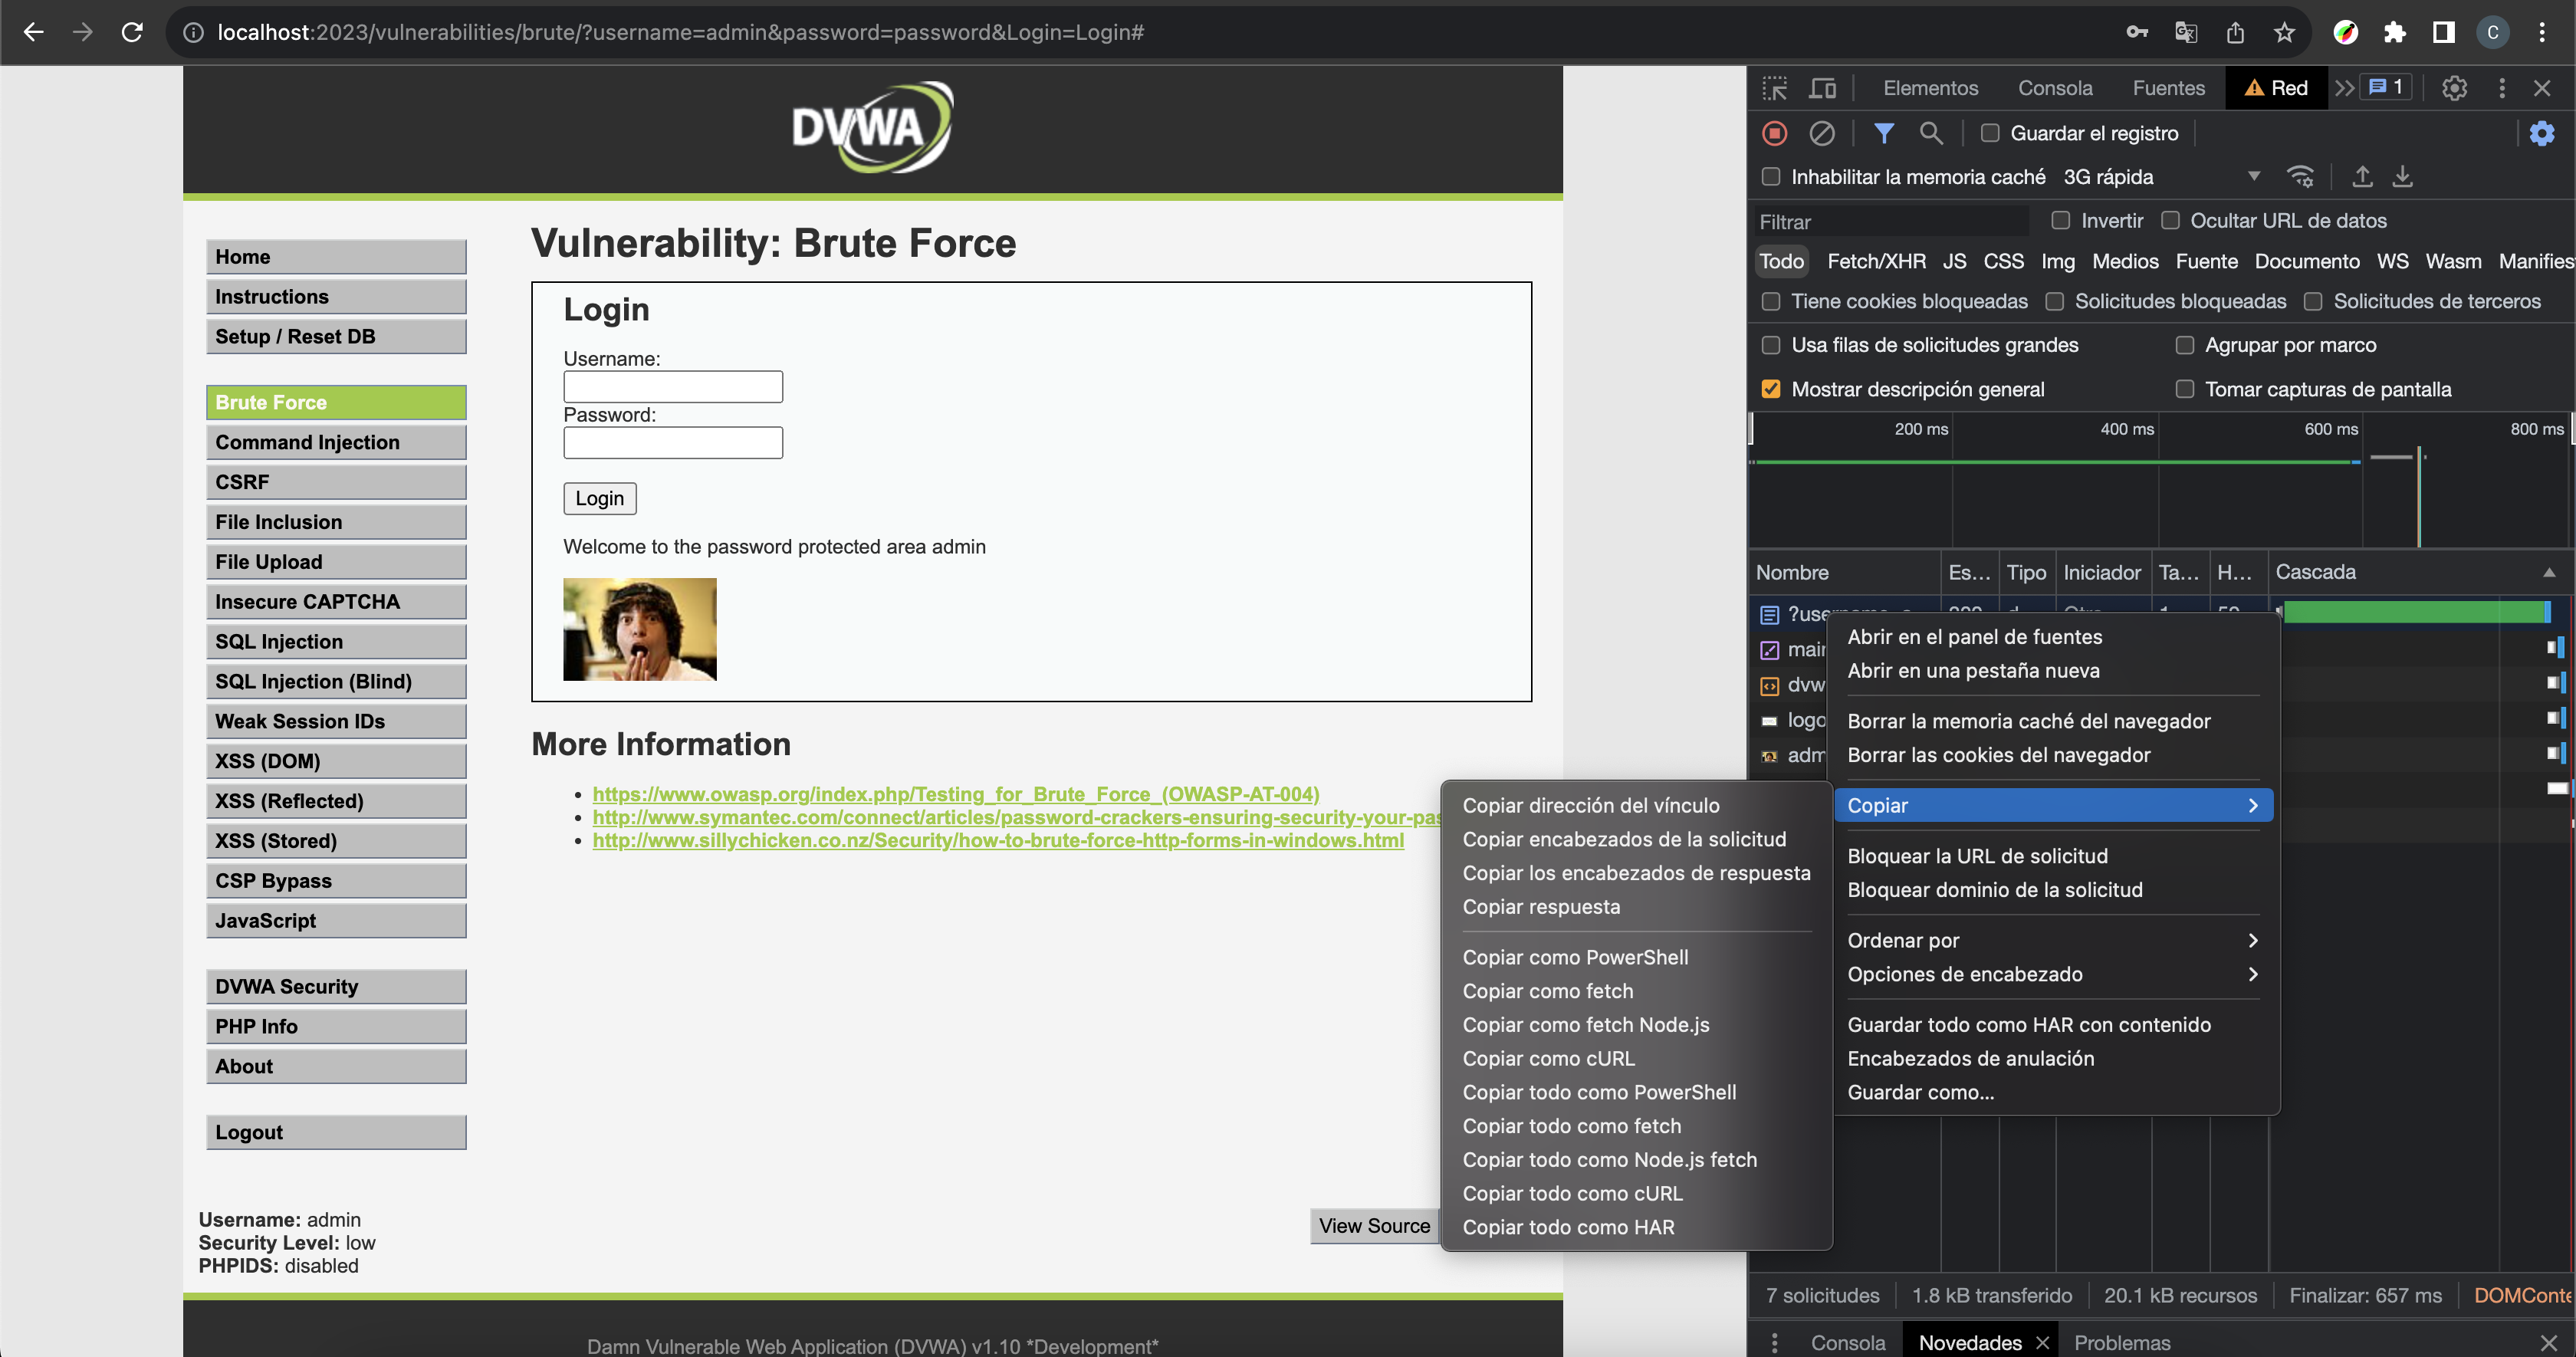 localhost:2023/vulnerabilities/brute/?username=admin&password=password&Login=Login#
C
DVWA
Home
Instructions
Setup / Reset DB
Brute Force
Command Injection
CSRF
File Inclusion
File Upload
Insecure CAPTCHA
SQL Injection
SQL Injection (Blind)
Weak Session IDs
XSS (DOM)
XSS (Reflected)
XSS (Stored)
CSP Bypass
JavaScript
DVWA Security
PHP Info
About
Logout
Username: admin
Security Level: low
PHPIDS: disabled
Vulnerability: Brute Force
Login
Username:
Password:
Login
Welcome to the password protected area admin
More Information
https://www.owasp.org/index.php/Testing_for_Brute_Force_(OWASP-AT-004)
http://www.symantec.com/connect/articles/password-crackers-ensuring-security-your-pas
http://www.sillychicken.co.nz/Security/how-to-brute-force-http-forms-in-windows.html
View Source
Damn Vulnerable Web Application (DVWA) v1.10 *Development*
Elementos Consola Fuentes Red 1
Guardar el registro
Inhabilitar la memoria caché 3G rápida
Filtrar Invertir Ocultar URL de datos
Todo Fetch/XHR JS CSS Img Medios Fuente Documento WS Wasm Manifies
Tiene cookies bloqueadas Solicitudes bloqueadas Solicitudes de terceros
Usa filas de solicitudes grandes Agrupar por marco
Mostrar descripción general Tomar capturas de pantalla
200 ms 400 ms 600 ms 800 ms
Nombre Es... Tipo Iniciador Ta... H... Cascada
?use
mai
dvw
logo
adm
Abrir en el panel de fuentes
Abrir en una pestaña nueva
Borrar la memoria caché del navegador
Borrar las cookies del navegador
Copiar
Bloquear la URL de solicitud
Bloquear dominio de la solicitud
Ordenar por
Opciones de encabezado
Guardar todo como HAR con contenido
Encabezados de anulación
Guardar como...
Copiar dirección del vínculo
Copiar encabezados de la solicitud
Copiar los encabezados de respuesta
Copiar respuesta
Copiar como PowerShell
Copiar como fetch
Copiar como fetch Node.js
Copiar como cURL
Copiar todo como PowerShell
Copiar todo como fetch
Copiar todo como Node.js fetch
Copiar todo como cURL
Copiar todo como HAR
7 solicitudes 1.8 kB transferido 20.1 kB recursos Finalizar: 657 ms DOMConte
Consola Novedades Problemas